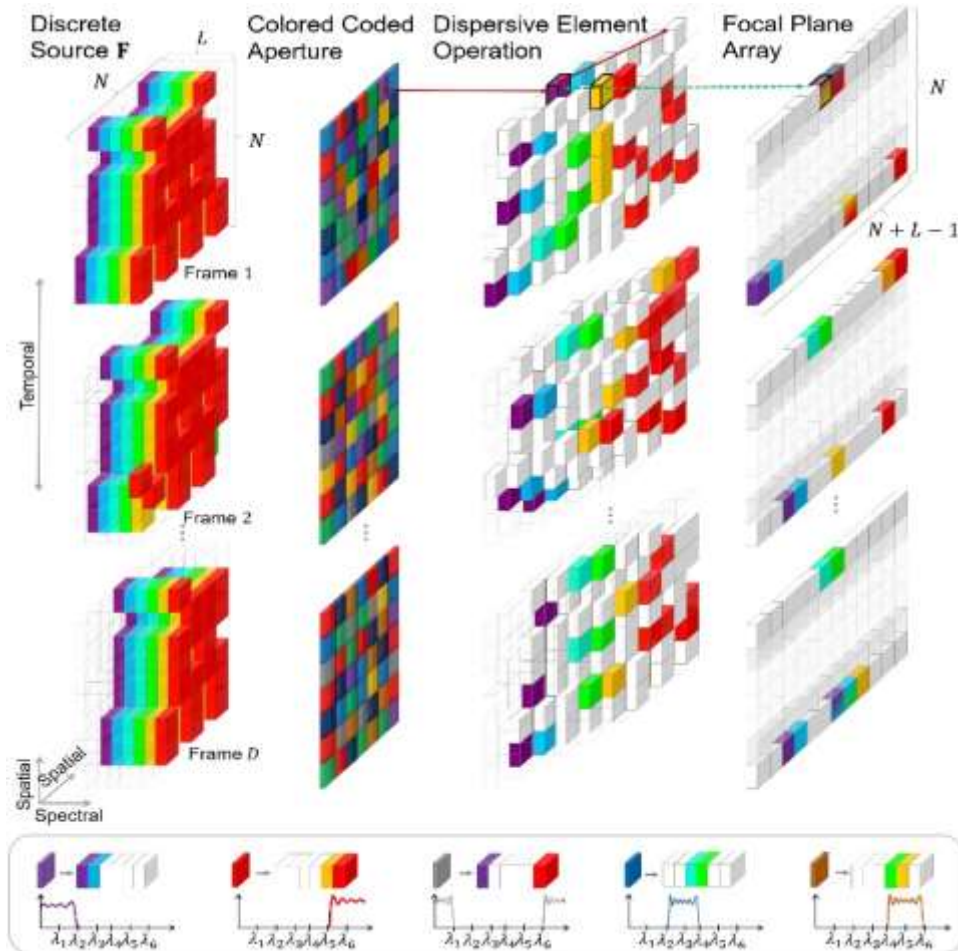 Discrete
Source F
Colored Coded
Aperture
Dispersive Element
Operation
Focal Plane
Array
L
N
N
N
N + L − 1
Frame 1
Temporal
Frame 2
Frame D
Spatial
Spatial
Spectral
λ1 λ2 λ3 λ4 λ5 λ6
λ1 λ2 λ3 λ4 λ5 λ6
λ1 λ2 λ3 λ4 λ5 λ6
λ1 λ2 λ3 λ4 λ5 λ6
λ1 λ2 λ3 λ4 λ5 λ6